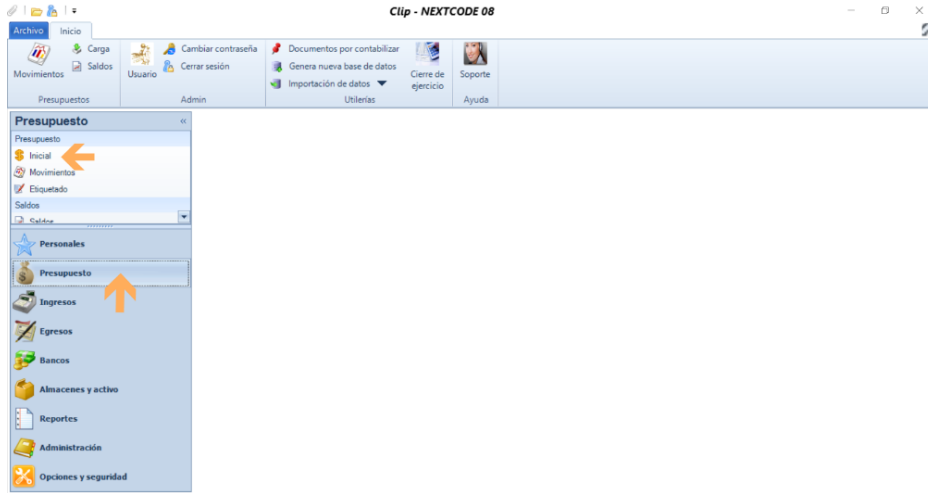 Clip - NEXTCODE 08
Archivo Inicio
Movimientos
Carga
Saldos
Presupuestos
Usuario
Cambiar contraseña
Cerrar sesión
Admin
Documentos por contabilizar
Genera nueva base de datos
Importación de datos
Cierre de
ejercicio
Utilerías
Soporte
Ayuda
Presupuesto «
Presupuesto
Inicial
Movimientos
Etiquetado
Saldos
Saldos
Personales
Presupuesto
Ingresos
Egresos
Bancos
Almacenes y activo
Reportes
Administración
Opciones y seguridad